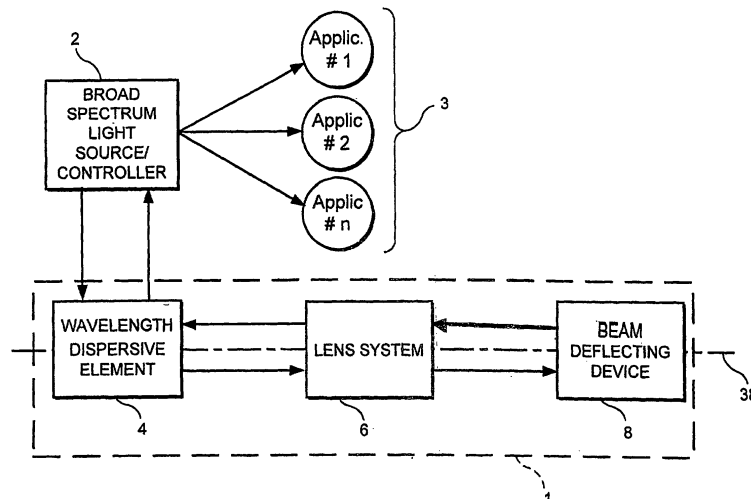 2
BROAD
SPECTRUM
LIGHT
SOURCE/
CONTROLLER
Applic.
# 1
Applic
# 2
Applic
# n
3
WAVELENGTH
DISPERSIVE
ELEMENT
4
LENS SYSTEM
6
BEAM
DEFLECTING
DEVICE
8
38
1